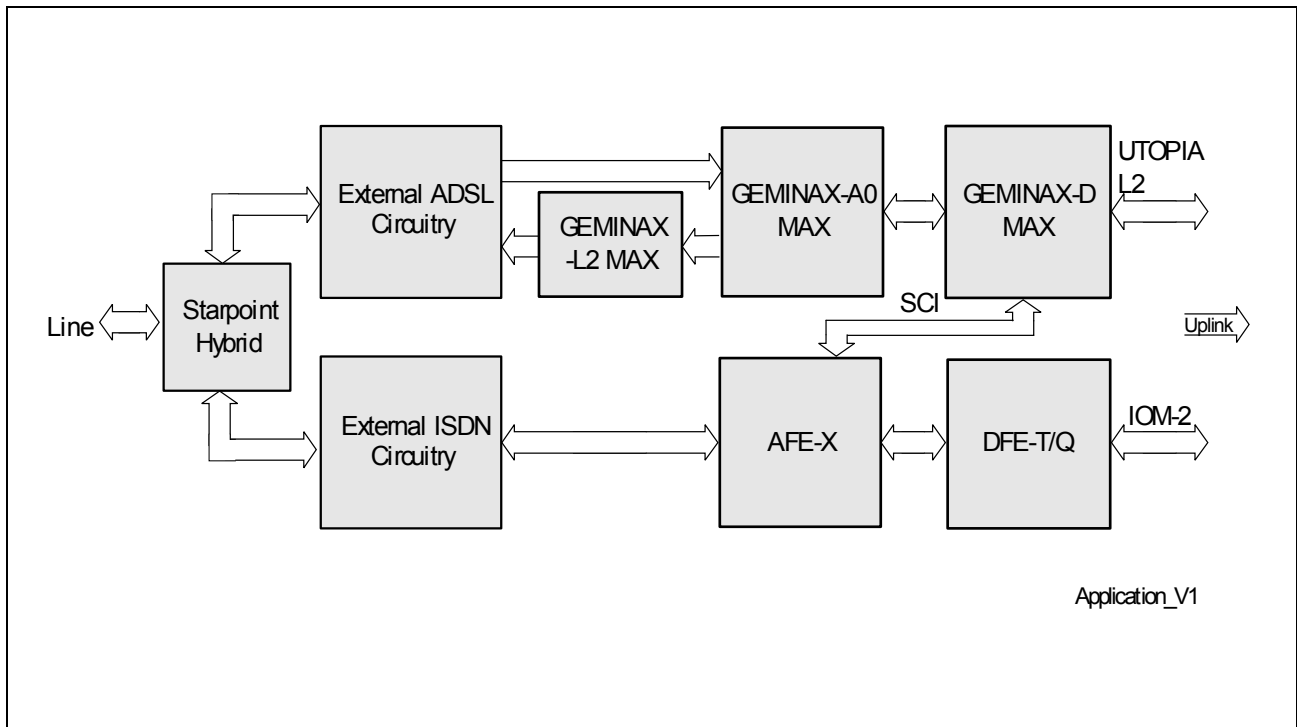 External ADSL
Circuitry
GEMINAX
-L2 MAX
GEMINAX-A0
MAX
GEMINAX-D
MAX
UTOPIA
L2
Line
Starpoint
Hybrid
SCI
Uplink
External ISDN
Circuitry
AFE-X
DFE-T/Q
IOM-2
Application_V1